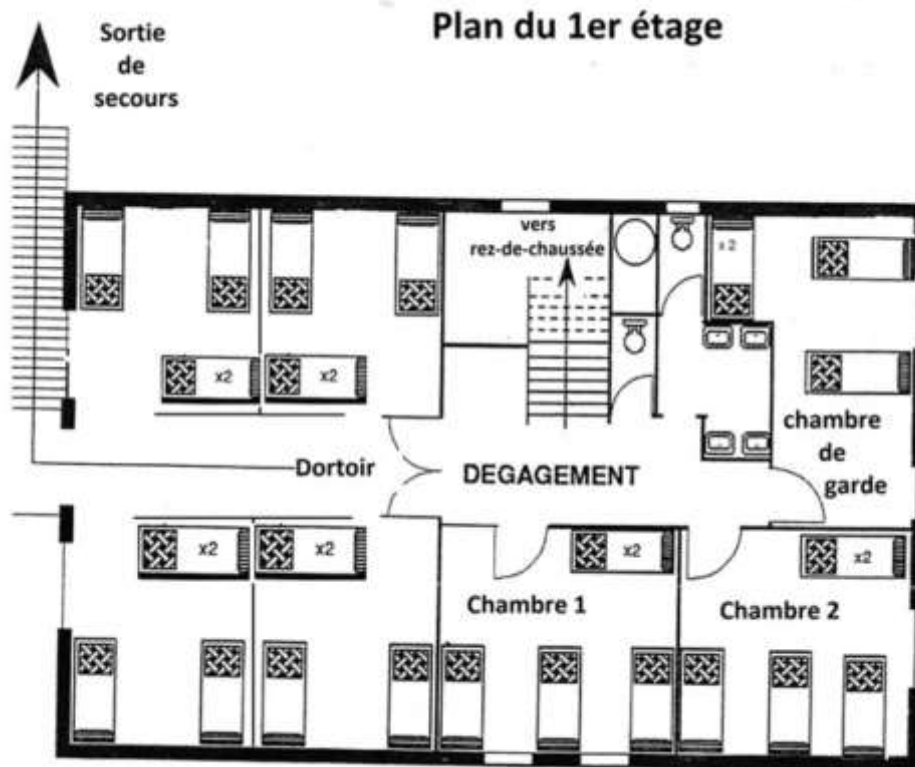 Plan du 1er étage
Sortie
de
secours
vers
rez-de-chaussée
x 2
x2
x2
chambre
de
garde
Dortoir
DEGAGEMENT
x2
x2
x2
x2
Chambre 1
Chambre 2